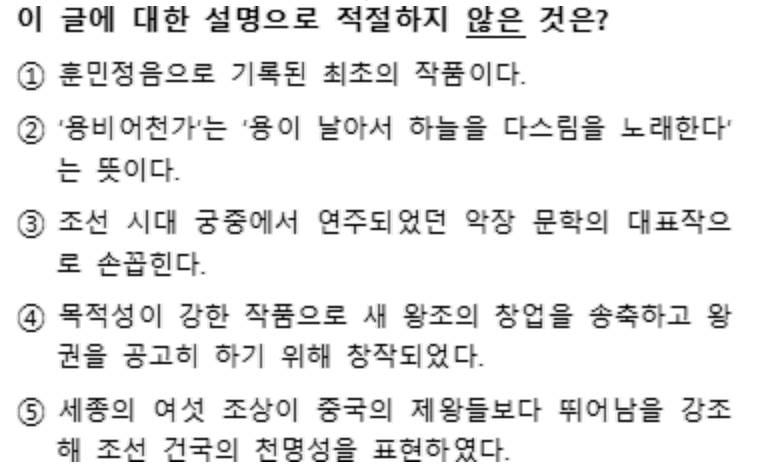 이 글에 대한 설명으로 적절하지 않은 것은?
① 훈민정음으로 기록된 최초의 작품이다.
② ‘용비어천가’는 ‘용이 날아서 하늘을 다스림을 노래한다’
는 뜻이다.
③ 조선 시대 궁중에서 연주되었던 악장 문학의 대표작으
로 손꼽힌다.
④ 목적성이 강한 작품으로 새 왕조의 창업을 송축하고 왕
권을 공고히 하기 위해 창작되었다.
⑤ 세종의 여섯 조상이 중국의 제왕들보다 뛰어남을 강조
해 조선 건국의 천명성을 표현하였다.